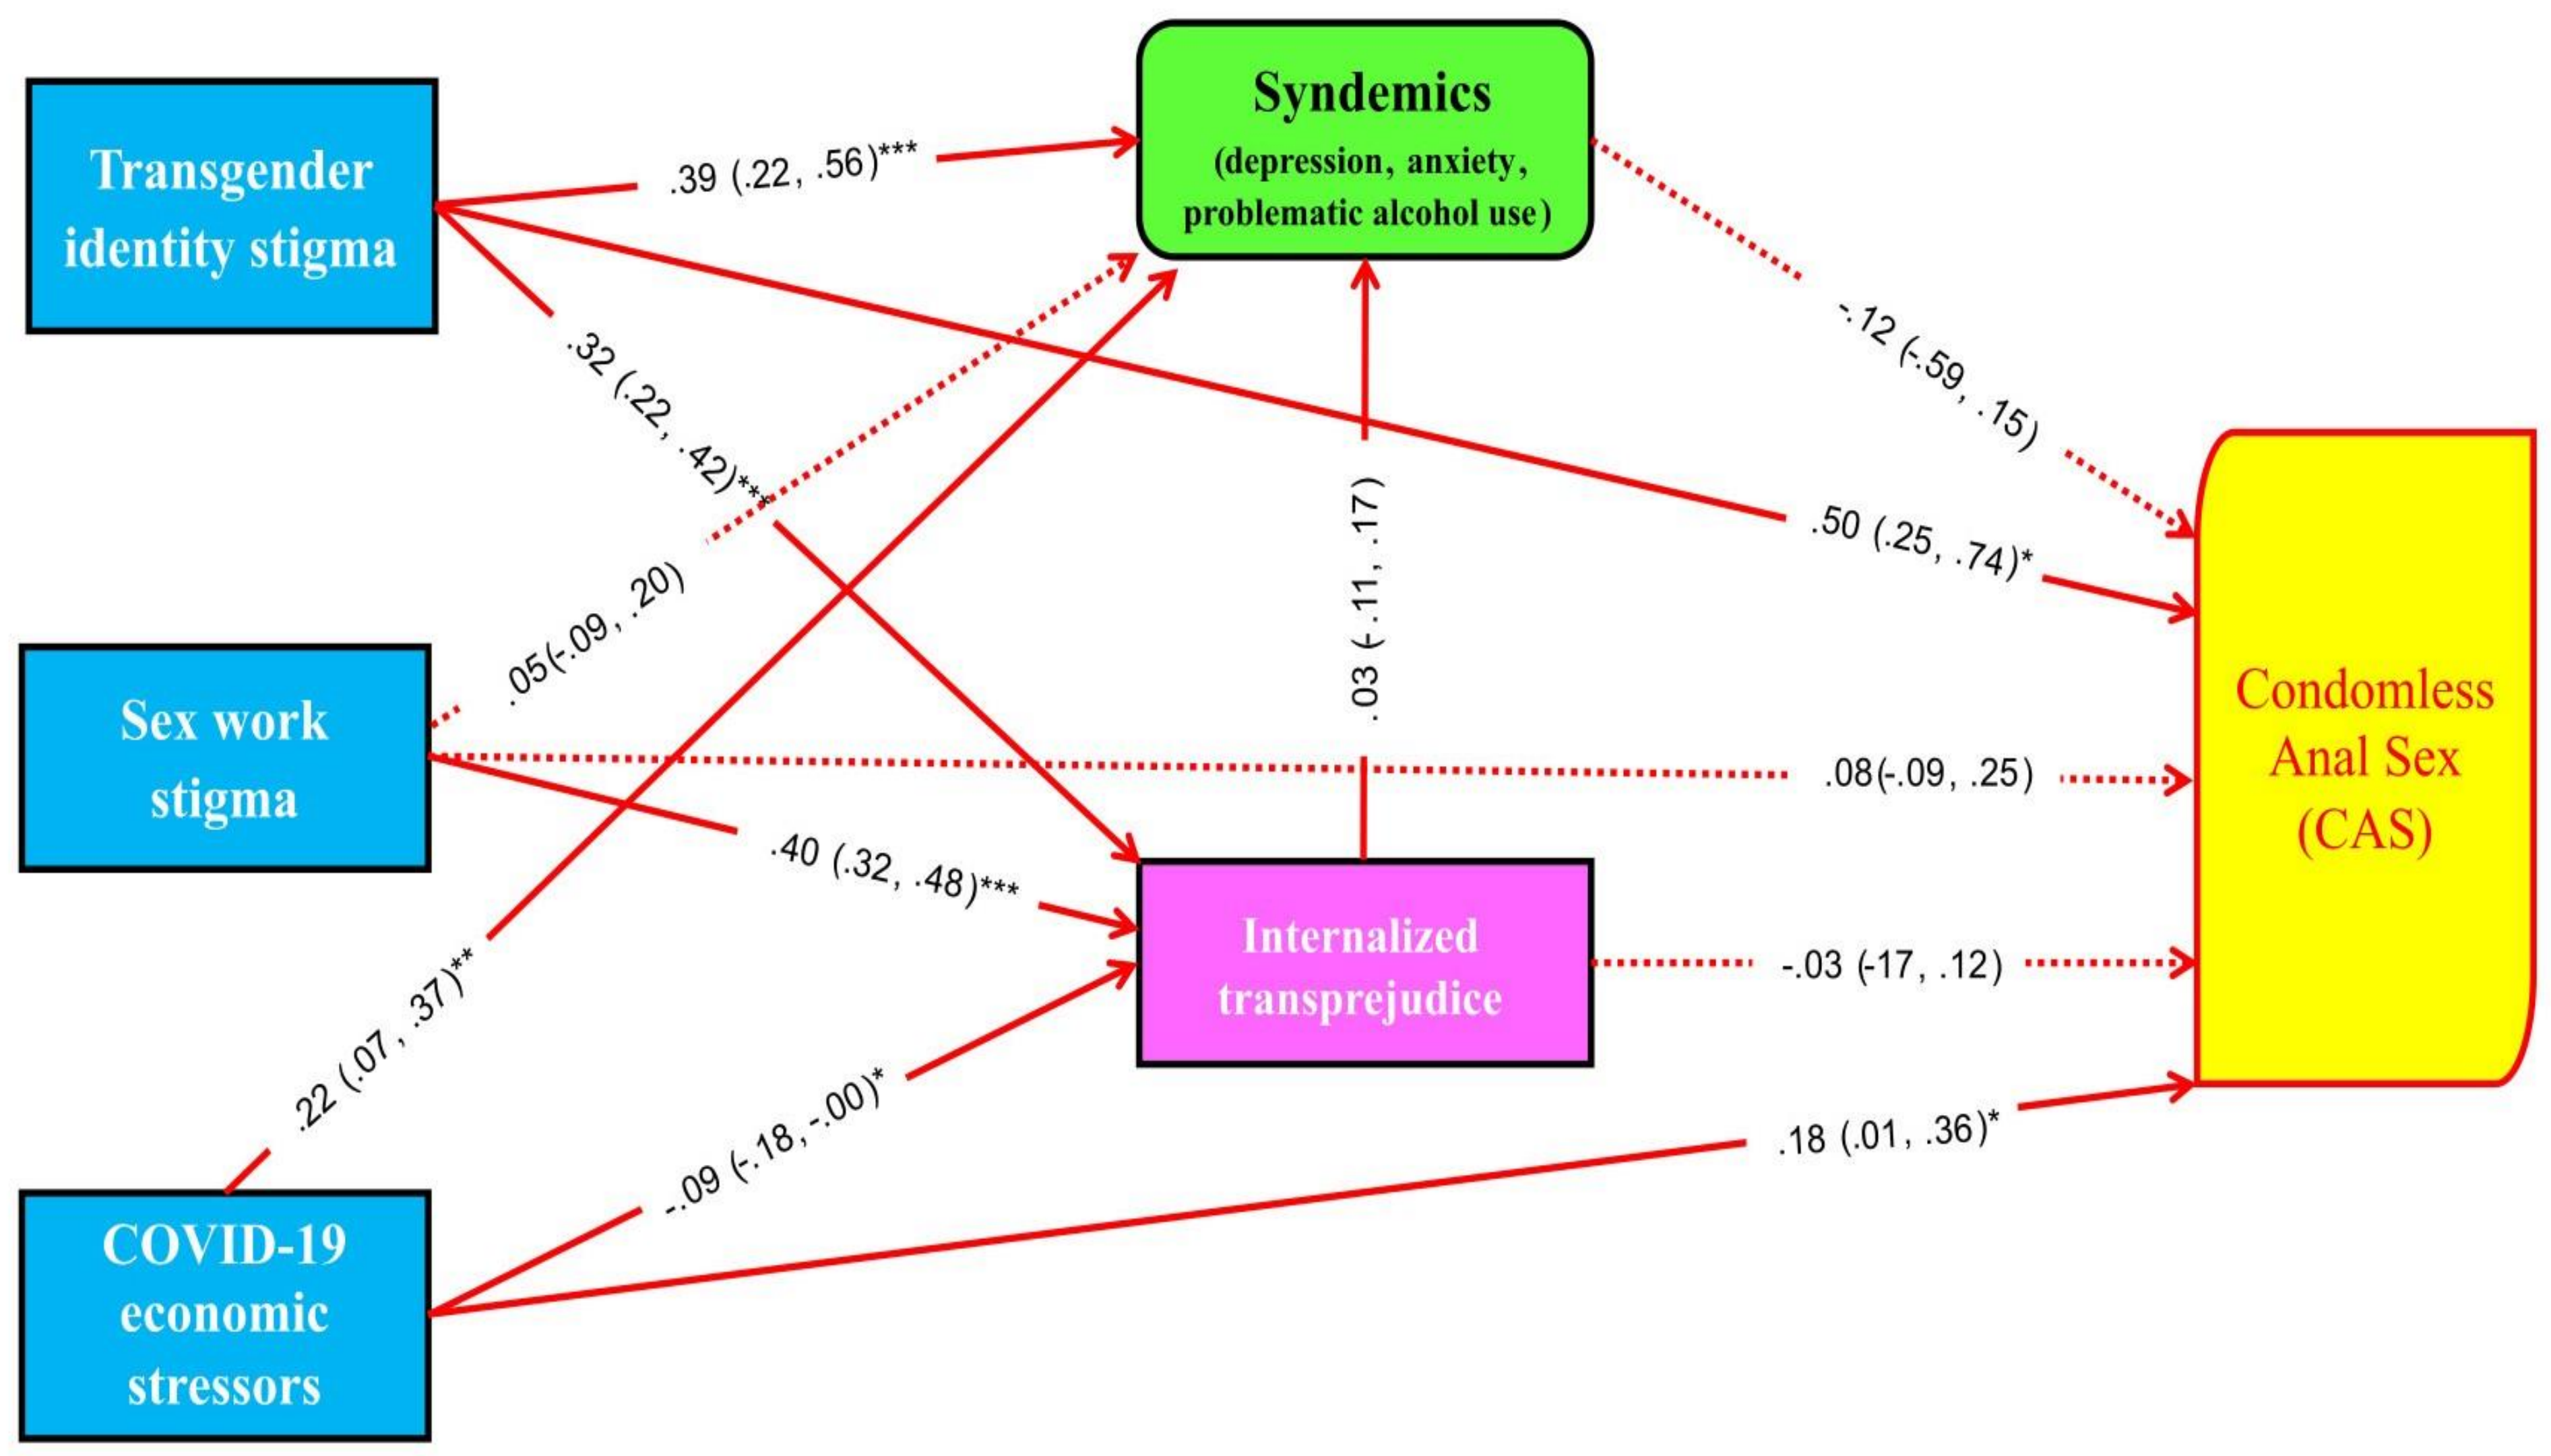 Transgender
identity stigma
.39 (.22, .56)***
Syndemics
(depression, anxiety,
problematic alcohol use)
-.12 (-.59, .15)
.32 (.22, .42)***
.50 (.25, .74)*
.03 (-.11, .17)
.05(-.09, .20)
Sex work
stigma
.08(-.09, .25)
.40 (.32, .48)***
Condomless
Anal Sex
(CAS)
Internalized
transprejudice
-.03 (-17, .12)
.22 (.07, .37)**
-.09 (-.18, -.00)*
.18 (.01, .36)*
COVID-19
economic
stressors